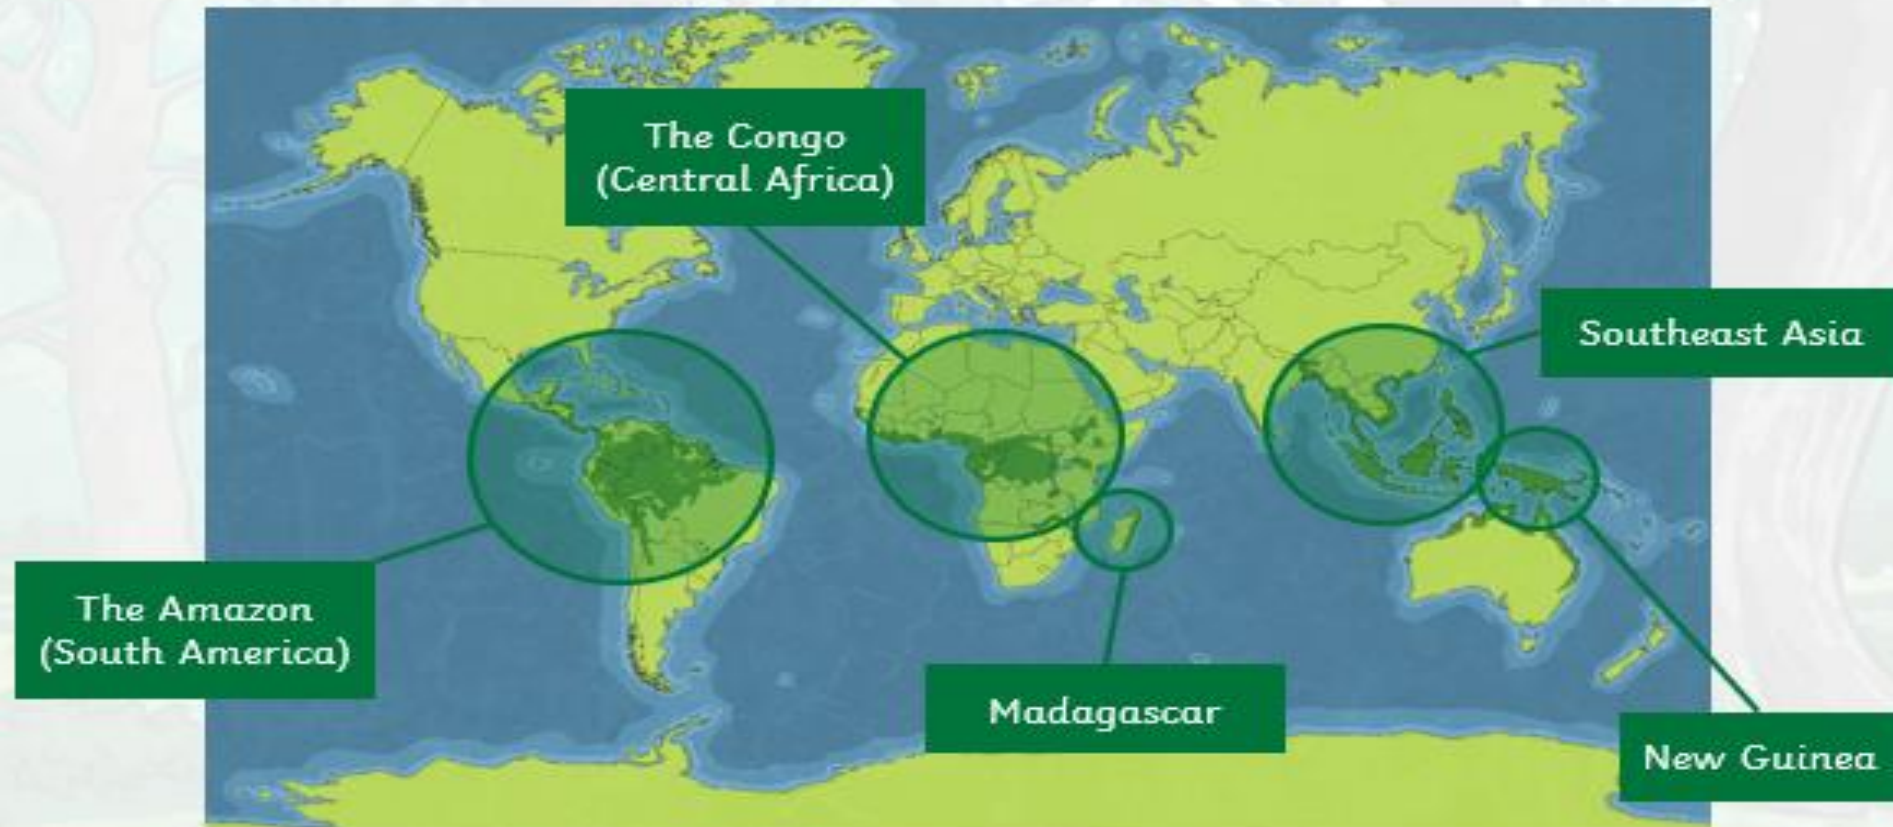 The Congo
(Central Africa)
Southeast Asia
The Amazon
(South America)
Madagascar
New Guinea